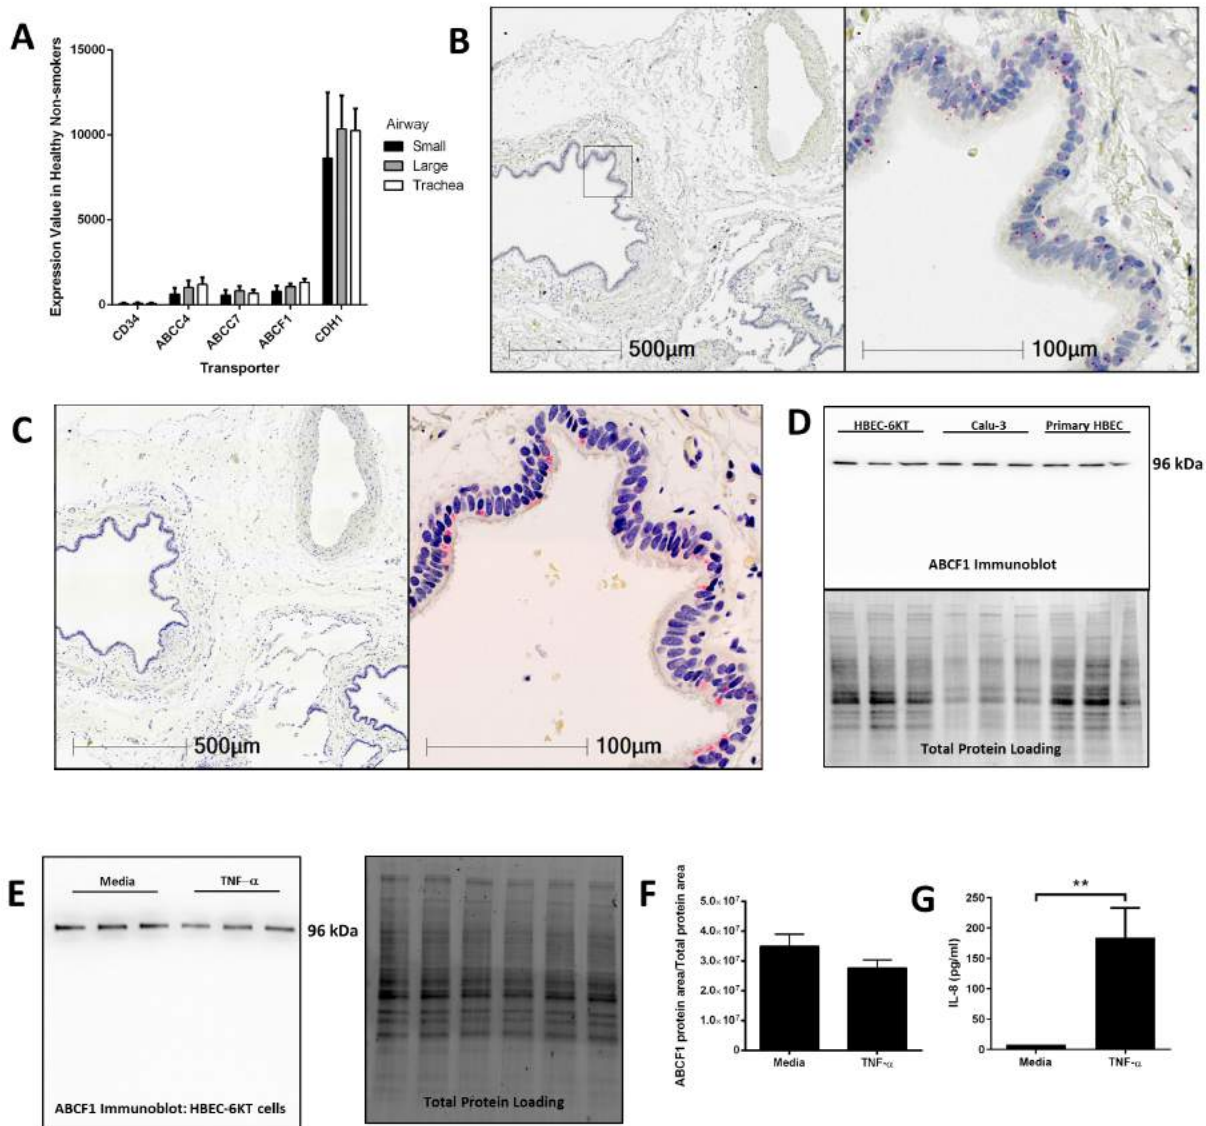 A
Expression Value in Healthy Non-smokers
15000
10000
5000
0
Airway
Small
Large
Trachea
CD34
ABCC4
ABCC7
ABCF1
CDH1
Transporter
B
500µm
100µm
C
500µm
100µm
D
HBEC-6KT Calu-3 Primary HBEC
96 kDa
ABCF1 Immunoblot
Total Protein Loading
E
Media TNF-α
96 kDa
ABCF1 Immunoblot: HBEC-6KT cells
Total Protein Loading
F
ABCF1 protein area/Total protein area
5.0×10⁷
4.0×10⁷
3.0×10⁷
2.0×10⁷
1.0×10⁷
0
Media TNF-α
G
**
IL-8 (pg/ml)
250
200
150
100
50
0
Media TNF-α